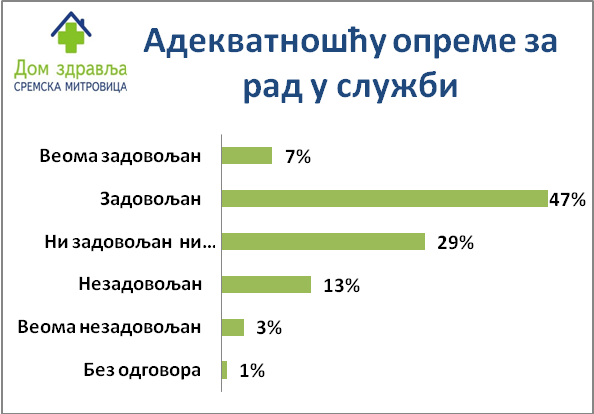 Дом здравља
СРЕМСКА МИТРОВИЦА
Адекватношћу опреме за
рад у служби
Веома задовољан 7%
Задовољан 47%
Ни задовољан ни... 29%
Незадовољан 13%
Веома незадовољан 3%
Без одговора 1%